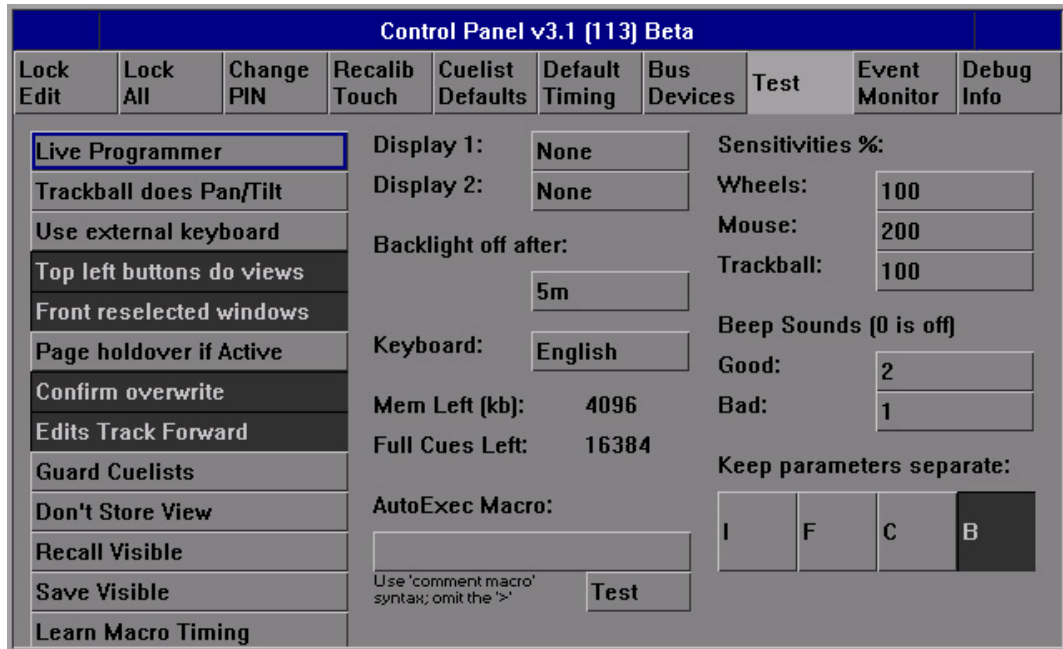 Control Panel v3.1 (113) Beta
Lock Edit
Lock All
Change PIN
Recalib Touch
Cuelist Defaults
Default Timing
Bus Devices
Test
Event Monitor
Debug Info
Live Programmer
Trackball does Pan/Tilt
Use external keyboard
Top left buttons do views
Front reselected windows
Page holdover if Active
Confirm overwrite
Edits Track Forward
Guard Cuelists
Don't Store View
Recall Visible
Save Visible
Learn Macro Timing
Display 1: None
Display 2: None
Backlight off after:
5m
Keyboard: English
Mem Left (kb): 4096
Full Cues Left: 16384
AutoExec Macro:
Use 'comment macro'
syntax; omit the '>'
Test
Sensitivities %:
Wheels: 100
Mouse: 200
Trackball: 100
Beep Sounds (0 is off)
Good: 2
Bad: 1
Keep parameters separate:
I F C B